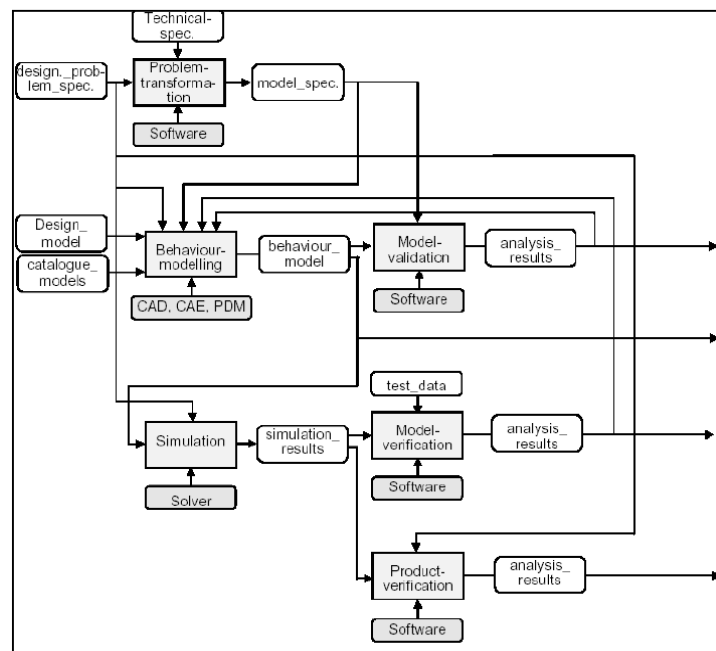 Technical-
spec.
design._prob-
lem_spec.
Problem-
transforma-
tion
model_spec.
Software
Design_
model
catalogue_
models
Behaviour-
modelling
behaviour_
model
Model-
validation
analysis_
results
CAD, CAE, PDM
Software
test_data
Simulation
simulation_
results
Model-
verification
analysis_
results
Solver
Software
Product-
verification
analysis_
results
Software